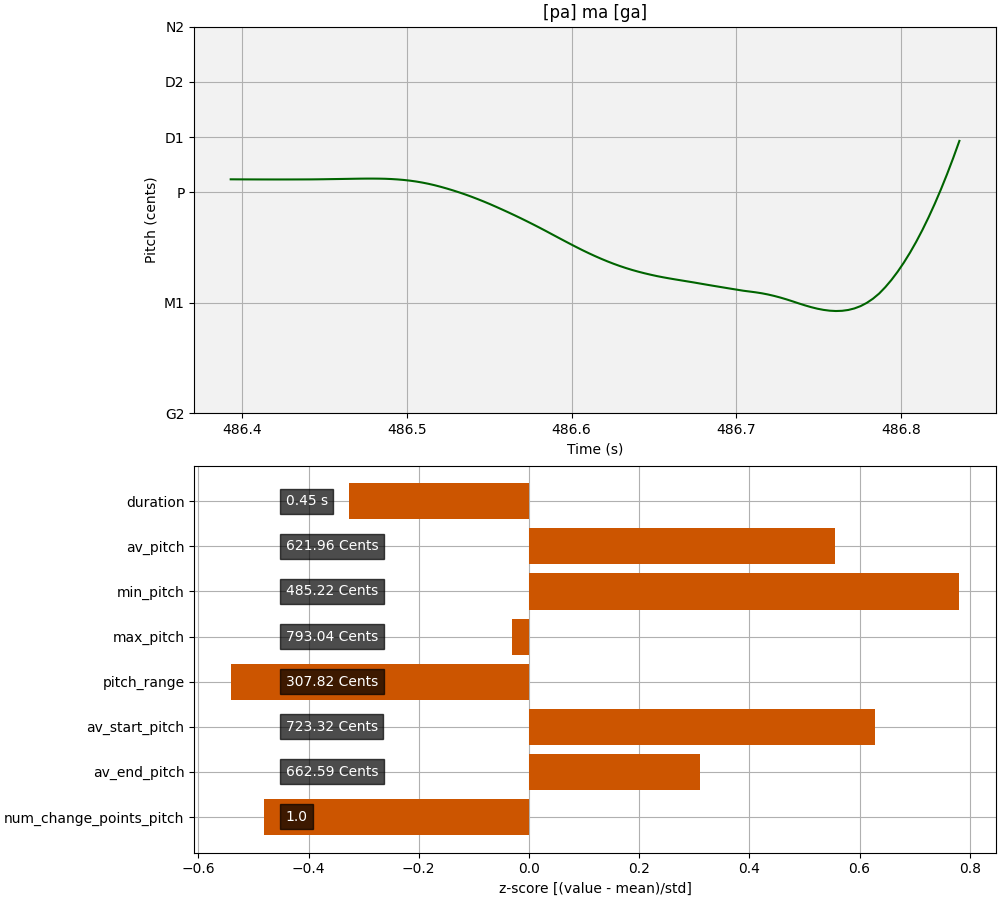 [pa] ma [ga]
N2
D2
D1
P
M1
G2
Pitch (cents)
486.4 486.5 486.6 486.7 486.8
Time (s)
duration 0.45 s
av_pitch 621.96 Cents
min_pitch 485.22 Cents
max_pitch 793.04 Cents
pitch_range 307.82 Cents
av_start_pitch 723.32 Cents
av_end_pitch 662.59 Cents
num_change_points_pitch 1.0
−0.6 −0.4 −0.2 0.0 0.2 0.4 0.6 0.8
z-score [(value - mean)/std]